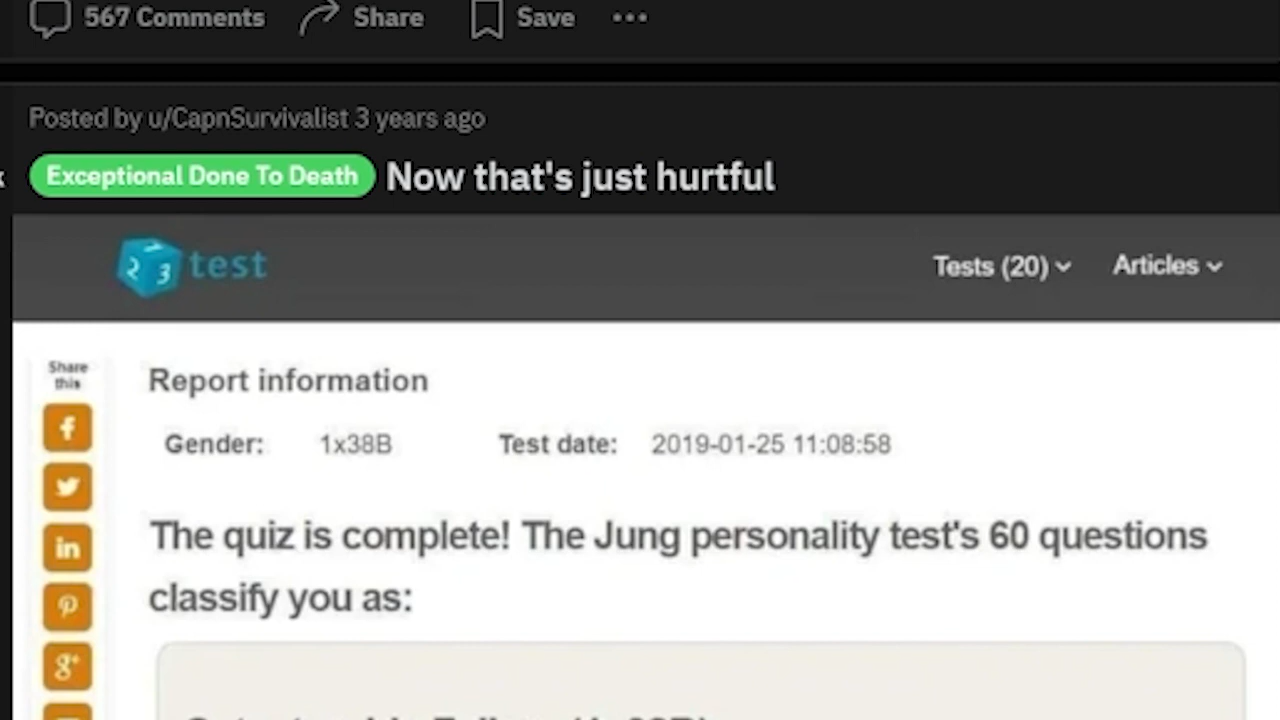 567 Comments Share Save
Posted by u/CapnSurvivalist 3 years ago
Exceptional Done To Death Now that's just hurtful
123 test Tests (20) Articles
Share
this
Report information
Gender: 1x38B Test date: 2019-01-25 11:08:58
The quiz is complete! The Jung personality test's 60 questions
classify you as: